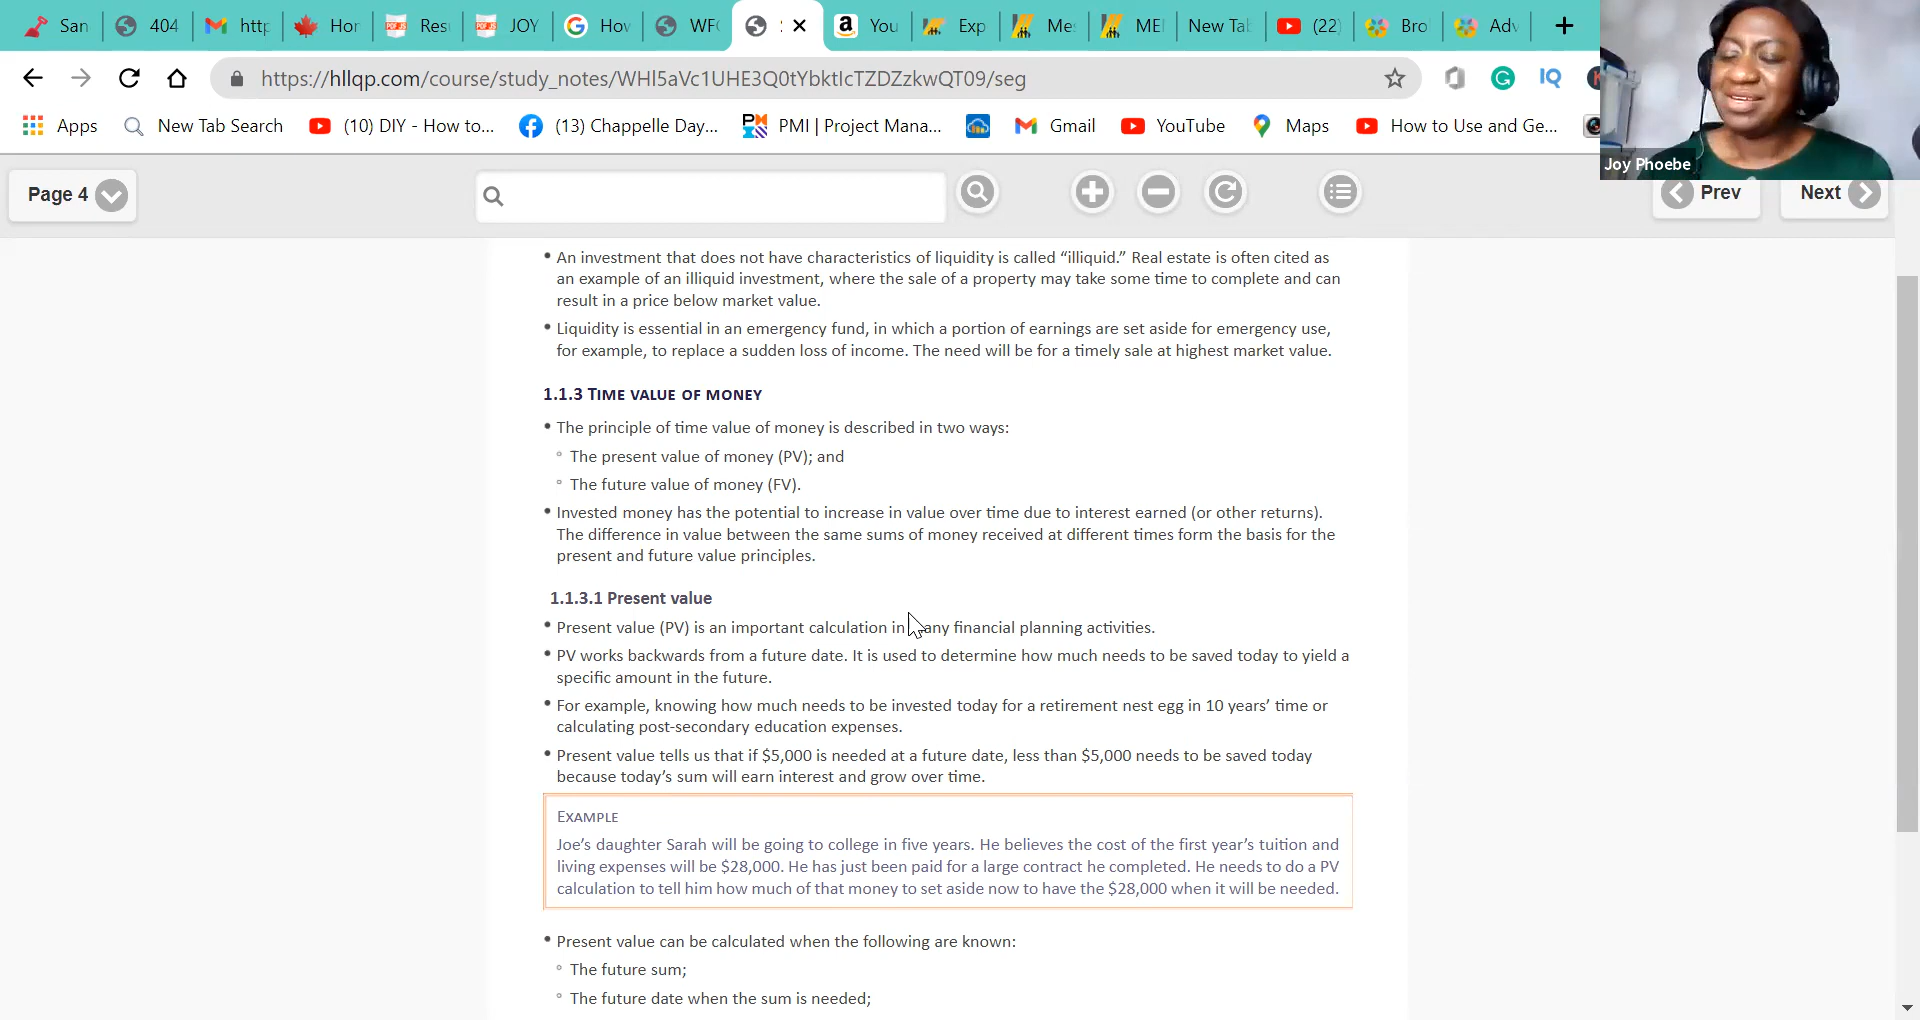 San 404 http Hor Res JOY Hov WFC S You Exp Me MEI New Tab (22) Bro Adv
https://hllqp.com/course/study_notes/WHl5aVc1UHE3Q0tYbktIcTZDZzkwQT09/seg
Apps New Tab Search (10) DIY - How to... (13) Chappelle Day... PMI | Project Mana... Gmail YouTube Maps How to Use and Ge...
Joy Phoebe
Page 4 Prev Next
• An investment that does not have characteristics of liquidity is called “illiquid.” Real estate is often cited as
an example of an illiquid investment, where the sale of a property may take some time to complete and can
result in a price below market value.
• Liquidity is essential in an emergency fund, in which a portion of earnings are set aside for emergency use,
for example, to replace a sudden loss of income. The need will be for a timely sale at highest market value.
1.1.3 TIME VALUE OF MONEY
• The principle of time value of money is described in two ways:
° The present value of money (PV); and
° The future value of money (FV).
• Invested money has the potential to increase in value over time due to interest earned (or other returns).
The difference in value between the same sums of money received at different times form the basis for the
present and future value principles.
1.1.3.1 Present value
• Present value (PV) is an important calculation in any financial planning activities.
• PV works backwards from a future date. It is used to determine how much needs to be saved today to yield a
specific amount in the future.
• For example, knowing how much needs to be invested today for a retirement nest egg in 10 years’ time or
calculating post-secondary education expenses.
• Present value tells us that if $5,000 is needed at a future date, less than $5,000 needs to be saved today
because today’s sum will earn interest and grow over time.
EXAMPLE
Joe’s daughter Sarah will be going to college in five years. He believes the cost of the first year’s tuition and
living expenses will be $28,000. He has just been paid for a large contract he completed. He needs to do a PV
calculation to tell him how much of that money to set aside now to have the $28,000 when it will be needed.
• Present value can be calculated when the following are known:
° The future sum;
° The future date when the sum is needed;